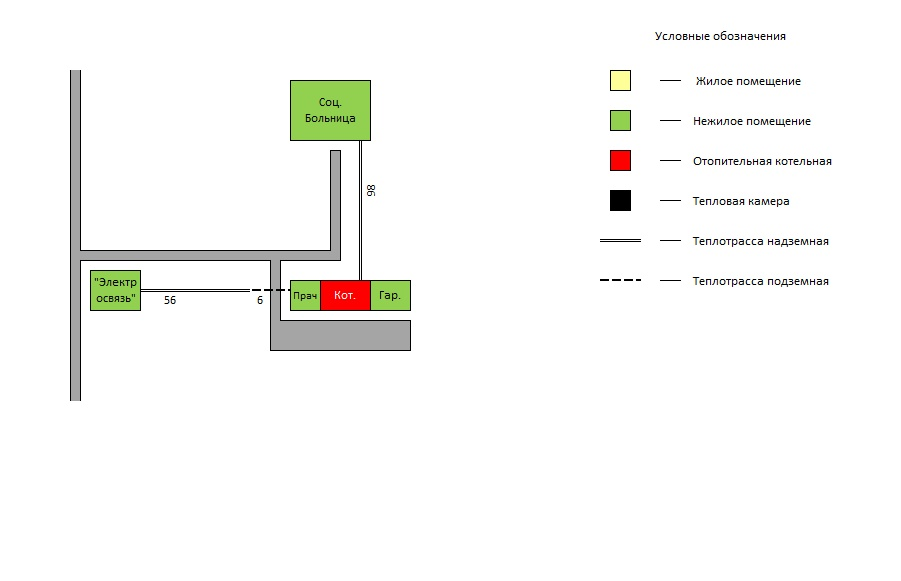 Условные обозначения
Соц.
Больница
Жилое помещение
Нежилое помещение
Отопительная котельная
98
Тепловая камера
Теплотрасса надземная
"Электр
освязь"
56
6
Прач
Кот.
Гар.
Теплотрасса подземная